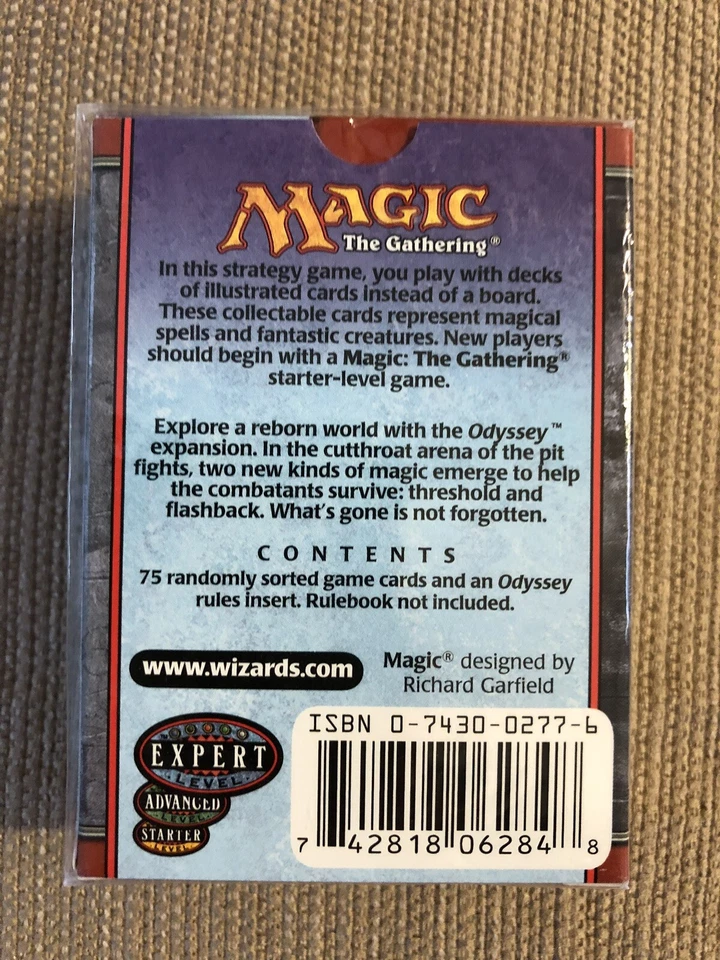 MAGIC
The Gathering®
In this strategy game, you play with decks
of illustrated cards instead of a board.
These collectable cards represent magical
spells and fantastic creatures. New players
should begin with a Magic: The Gathering®
starter-level game.
Explore a reborn world with the Odyssey™
expansion. In the cutthroat arena of the pit
fights, two new kinds of magic emerge to help
the combatants survive: threshold and
flashback. What's gone is not forgotten.
CONTENTS
75 randomly sorted game cards and an Odyssey
rules insert. Rulebook not included.
www.wizards.com
Magic® designed by
Richard Garfield
EXPERT
LEVEL
ADVANCED
LEVEL
STARTER
LEVEL
ISBN 0-7430-0277-6
7 42818 06284 8